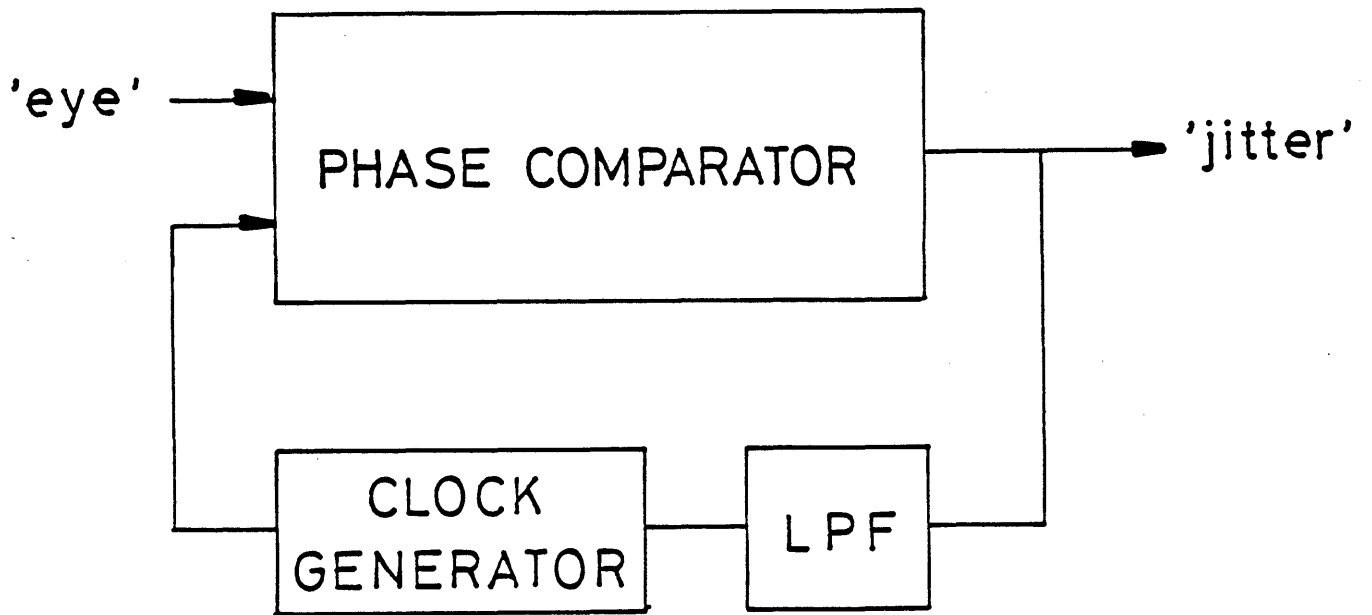 'eye'
PHASE COMPARATOR
'jitter'
CLOCK
GENERATOR
LPF